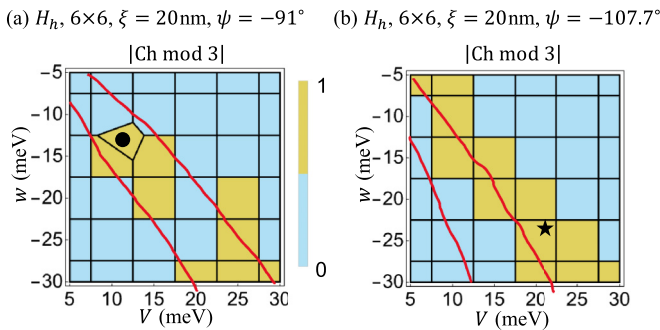 (a) H_h, 6×6, ξ = 20nm, ψ = −91° (b) H_h, 6×6, ξ = 20nm, ψ = −107.7°
|Ch mod 3| |Ch mod 3|
−5 1 −5
−10 −10
−15 −15
−20 −20
−25 −25
−30 0 −30
w (meV) w (meV)
5 10 15 20 25 30 5 10 15 20 25 30
V (meV) V (meV)